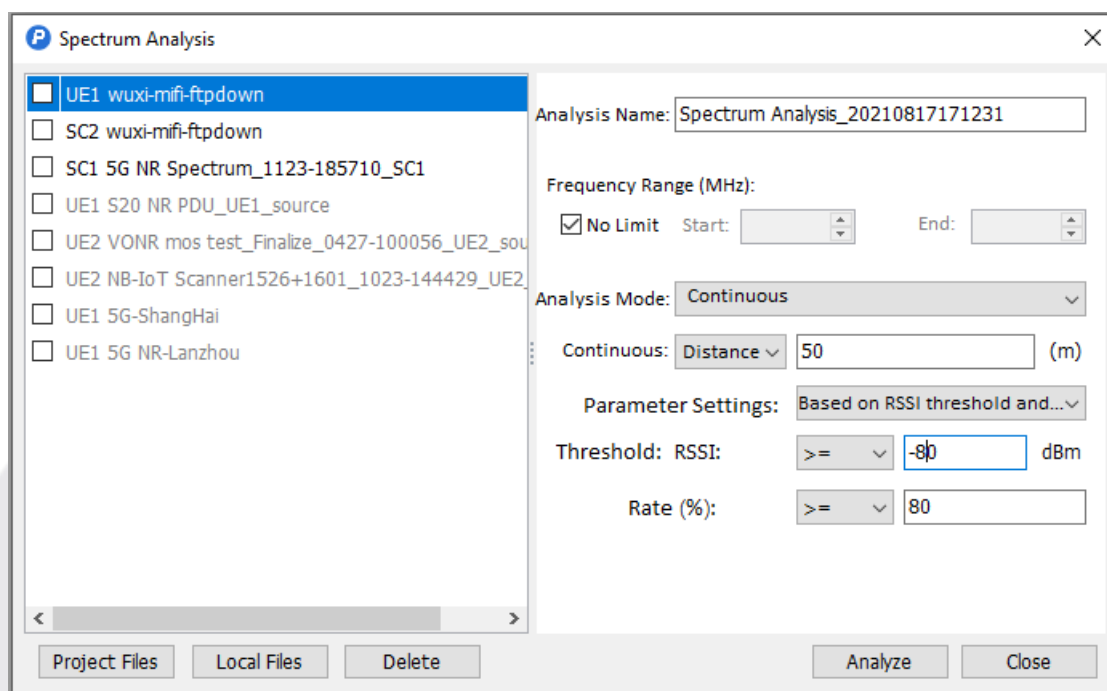 Spectrum Analysis
UE1 wuxi-mifi-ftpdown
SC2 wuxi-mifi-ftpdown
SC1 5G NR Spectrum_1123-185710_SC1
UE1 S20 NR PDU_UE1_source
UE2 VONR mos test_Finalize_0427-100056_UE2_sou
UE2 NB-IoT Scanner1526+1601_1023-144429_UE2_
UE1 5G-ShangHai
UE1 5G NR-Lanzhou
Project Files Local Files Delete
Analysis Name: Spectrum Analysis_20210817171231
Frequency Range (MHz):
No Limit Start: End:
Analysis Mode: Continuous
Continuous: Distance 50 (m)
Parameter Settings: Based on RSSI threshold and...
Threshold: RSSI: >= -80 dBm
Rate (%): >= 80
Analyze Close